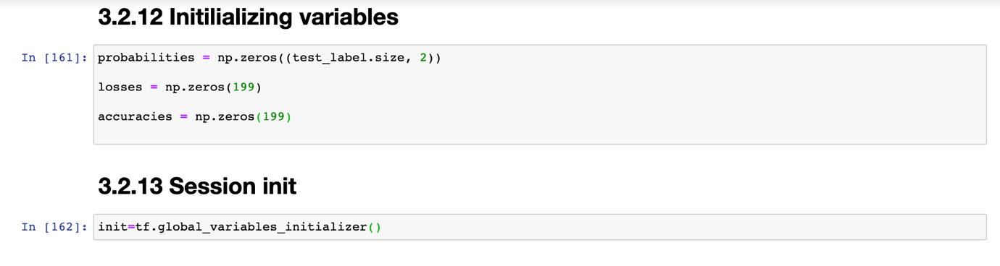 3.2.12 Initilializing variables
In [161]: probabilities = np.zeros((test_label.size, 2))
losses = np.zeros(199)
accuracies = np.zeros(199)
3.2.13 Session init
In [162]: init=tf.global_variables_initializer()